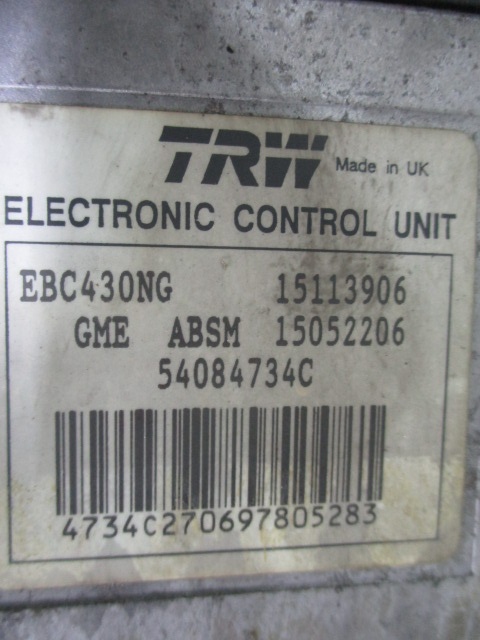 TRW Made in UK
ELECTRONIC CONTROL UNIT
EBC430NG 15113906
GME ABSM 15052206
54084734C
4734C270697805283